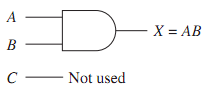 A
X = AB
B
C Not used